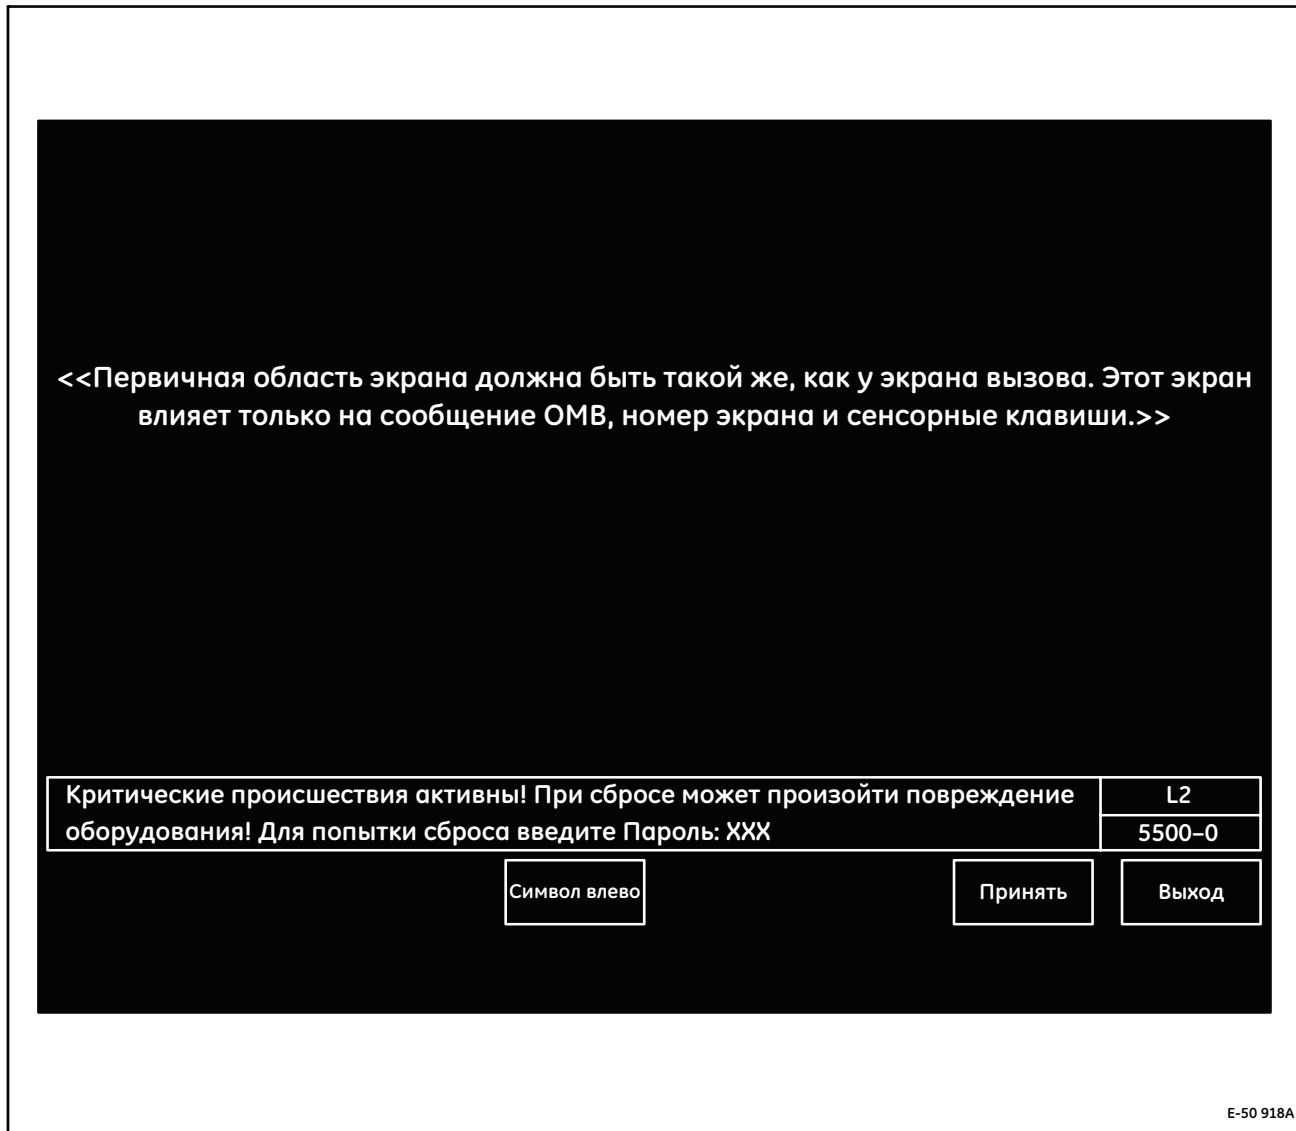 <<Первичная область экрана должна быть такой же, как у экрана вызова. Этот экран
влияет только на сообщение ОМВ, номер экрана и сенсорные клавиши.>>
Критические происшествия активны! При сбросе может произойти повреждение
оборудования! Для попытки сброса введите Пароль: XXX
L2
5500–0
Символ влево
Принять
Выход
E-50 918A